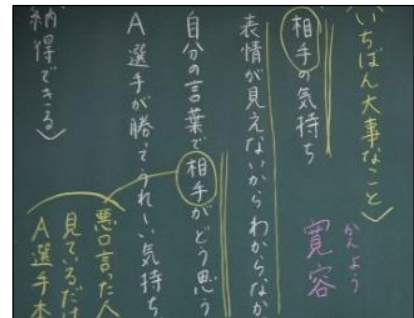 〈いちばん大事なこと〉
相手の気持ち
かんよう
寛容
表情が見えないからわからなか
自分の言葉で相手がどう思う
A選手が勝ってうれしい気持ち
悪口言った人
見ているだけ
A選手本
納得できる〉